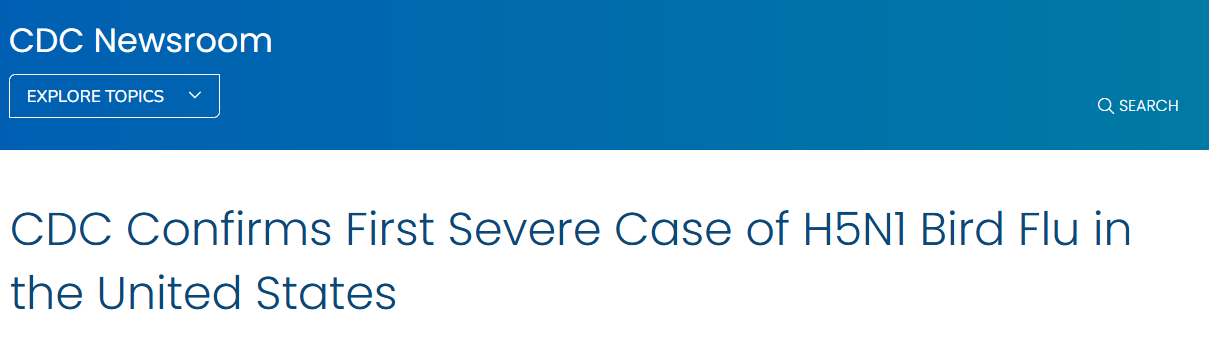 CDC Newsroom
EXPLORE TOPICS
SEARCH
CDC Confirms First Severe Case of H5N1 Bird Flu in
the United States